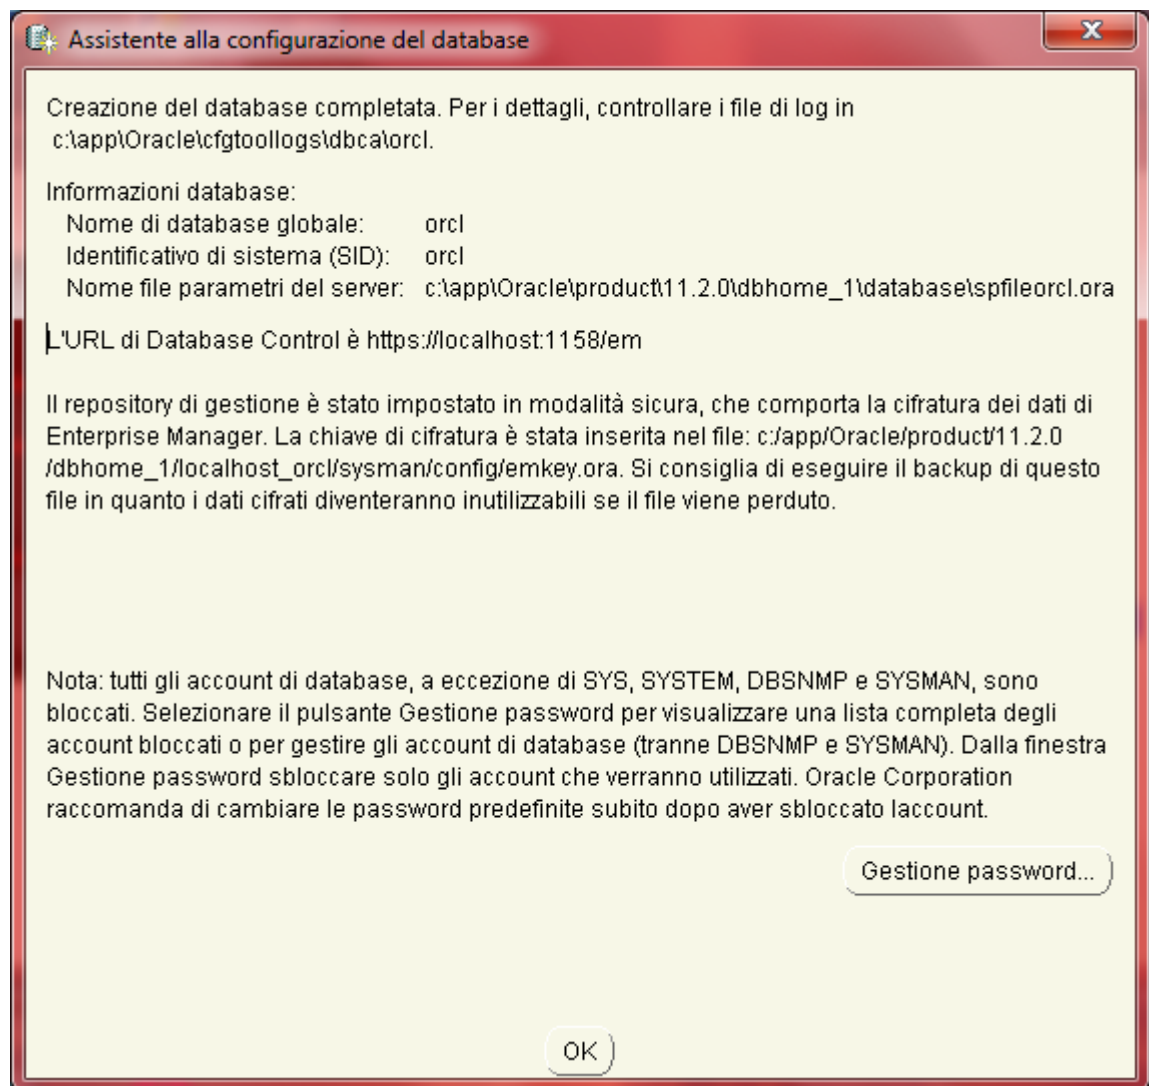 Assistente alla configurazione del database
Creazione del database completata. Per i dettagli, controllare i file di log in
c:\app\Oracle\cfgtoollogs\dbca\orcl.
Informazioni database:
Nome di database globale: orcl
Identificativo di sistema (SID): orcl
Nome file parametri del server: c:\app\Oracle\product\11.2.0\dbhome_1\database\spfileorcl.ora
L'URL di Database Control è https://localhost:1158/em
Il repository di gestione è stato impostato in modalità sicura, che comporta la cifratura dei dati di
Enterprise Manager. La chiave di cifratura è stata inserita nel file: c:/app/Oracle/product/11.2.0
/dbhome_1/localhost_orcl/sysman/config/emkey.ora. Si consiglia di eseguire il backup di questo
file in quanto i dati cifrati diventeranno inutilizzabili se il file viene perduto.
Nota: tutti gli account di database, a eccezione di SYS, SYSTEM, DBSNMP e SYSMAN, sono
bloccati. Selezionare il pulsante Gestione password per visualizzare una lista completa degli
account bloccati o per gestire gli account di database (tranne DBSNMP e SYSMAN). Dalla finestra
Gestione password sbloccare solo gli account che verranno utilizzati. Oracle Corporation
raccomanda di cambiare le password predefinite subito dopo aver sbloccato laccount.
Gestione password...
OK